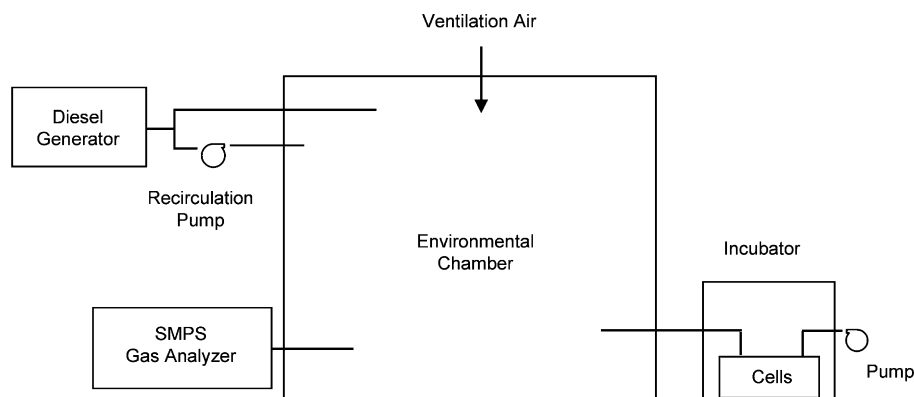 Ventilation Air
Diesel
Generator
Recirculation
Pump
Environmental
Chamber
Incubator
SMPS
Gas Analyzer
Cells
Pump